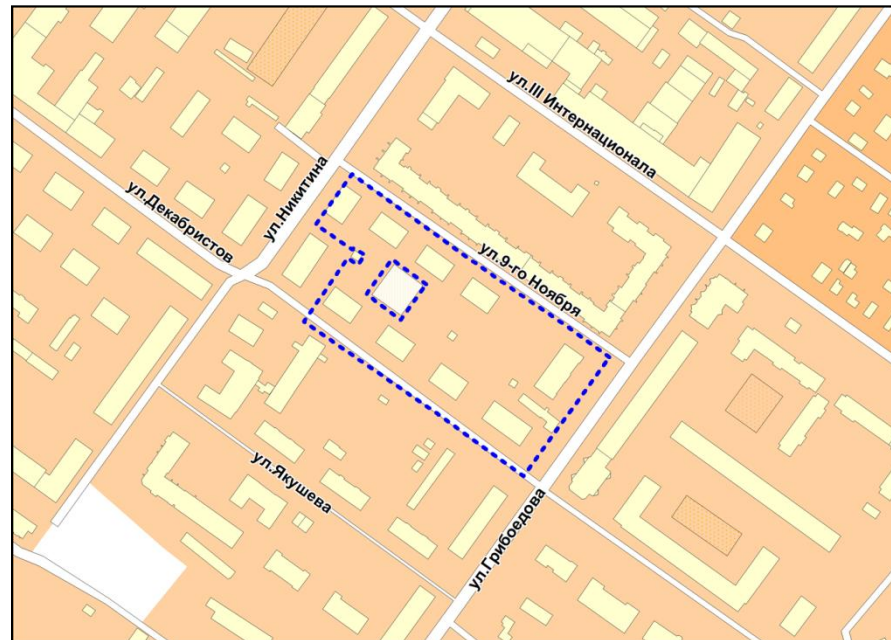 ул.III Интернационала
ул.Никитина
ул.Декабристов
ул.9-го Ноября
ул.Якушева
ул.Грибоедова